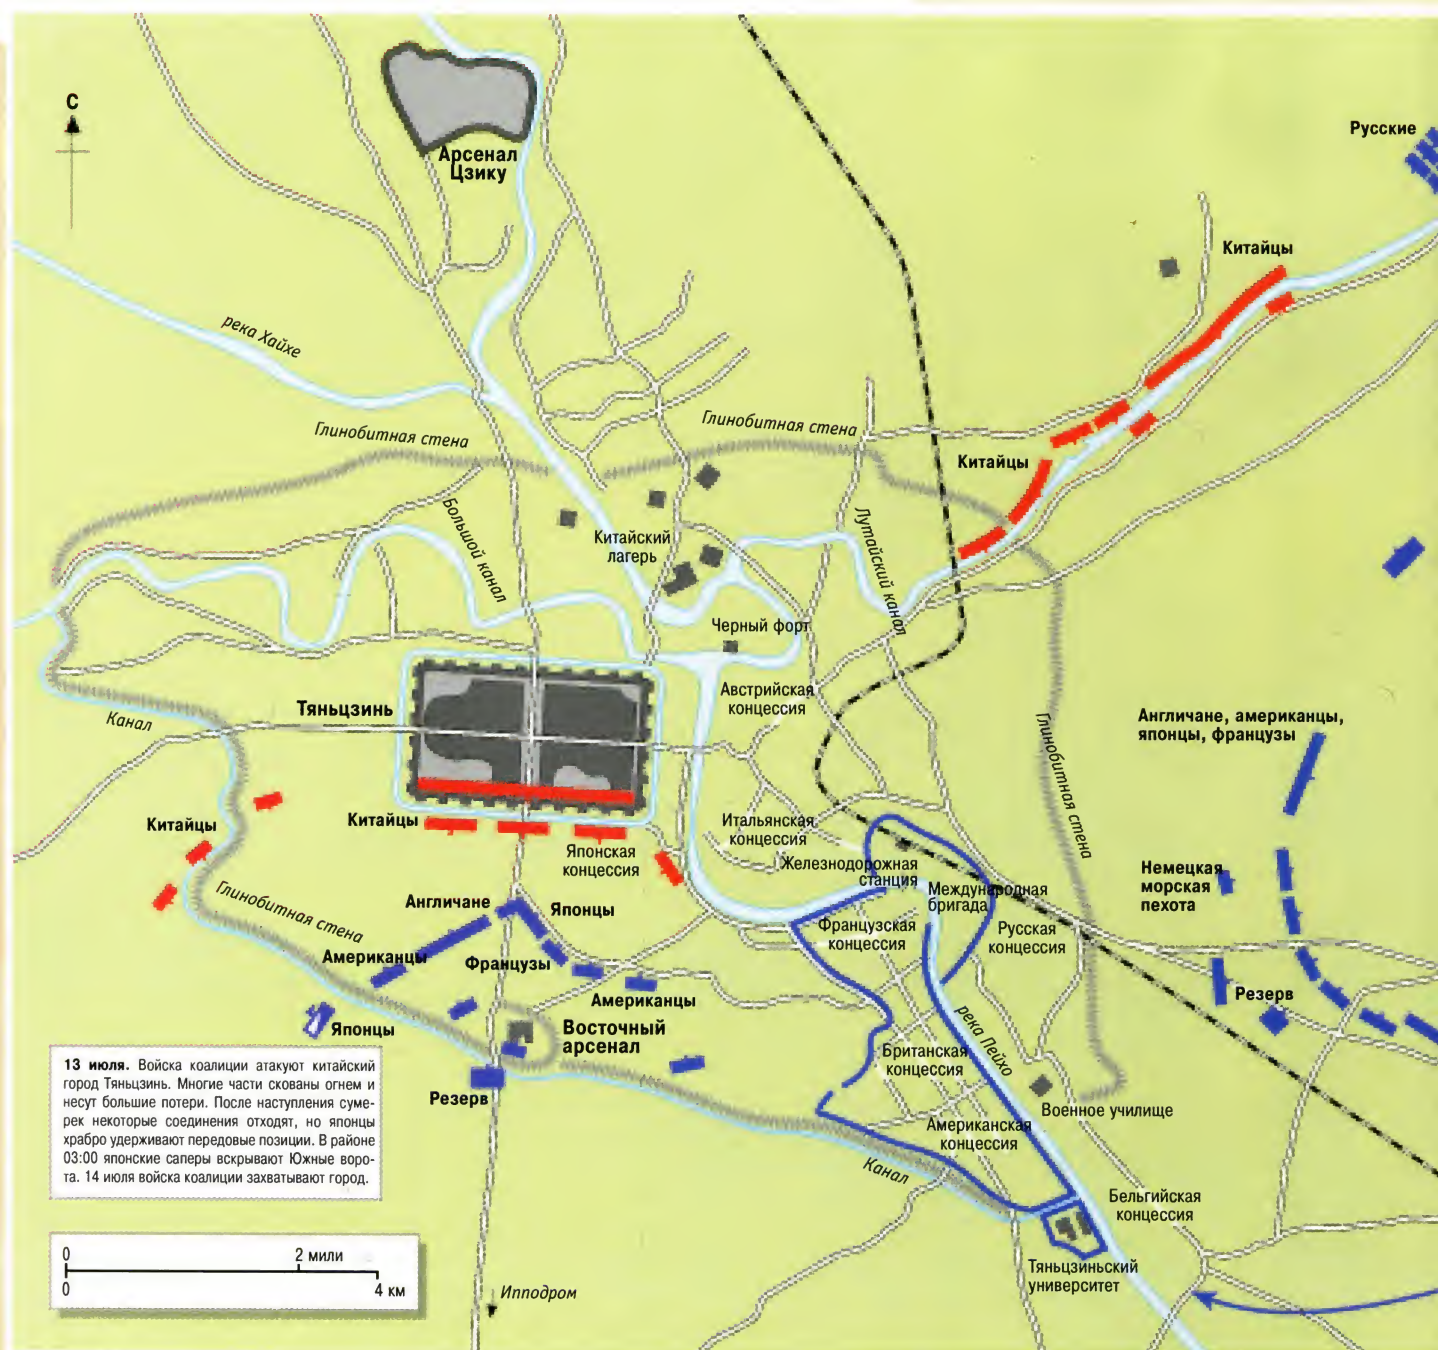 С
Арсенал
Цзику
Русские
Китайцы
река Хайхе
Глинобитная стена
Глинобитная стена
Китайцы
Большой канал
Китайский
лагерь
Лутайский канал
Черный форт
Тяньцзинь
Австрийская
концессия
Канал
Глинобитная стена
Англичане, американцы,
японцы, французы
Китайцы
Китайцы
Итальянская
концессия
Японская
концессия
Железнодорожная
станция
Немецкая
морская
пехота
Международная
бригада
Глинобитная стена
Англичане
Японцы
Французская
концессия
Русская
концессия
Американцы
Французы
Американцы
Резерв
Японцы
Восточный
арсенал
река Пейхо
Британская
концессия
Резерв
Военное училище
Американская
концессия
Канал
Бельгийская
концессия
Тяньцзиньский
университет
13 июля. Войска коалиции атакуют китайский
город Тяньцзинь. Многие части скованы огнем и
несут большие потери. После наступления суме-
рек некоторые соединения отходят, но японцы
храбро удерживают передовые позиции. В районе
03:00 японские саперы вскрывают Южные воро-
та. 14 июля войска коалиции захватывают город.
0 2 мили
0 4 км
Ипподром